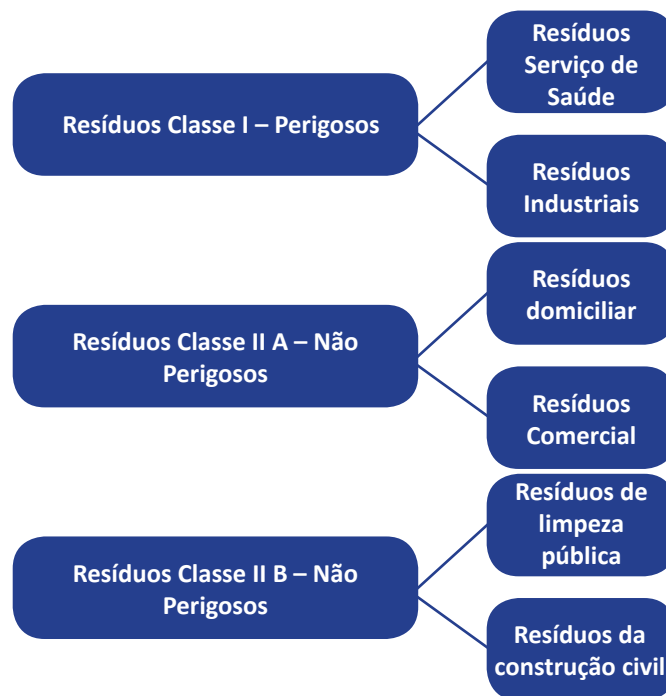 Resíduos Classe I – Perigosos
Resíduos
Serviço de
Saúde
Resíduos
Industriais
Resíduos Classe II A – Não
Perigosos
Resíduos
domiciliar
Resíduos
Comercial
Resíduos Classe II B – Não
Perigosos
Resíduos de
limpeza
pública
Resíduos da
construção civil